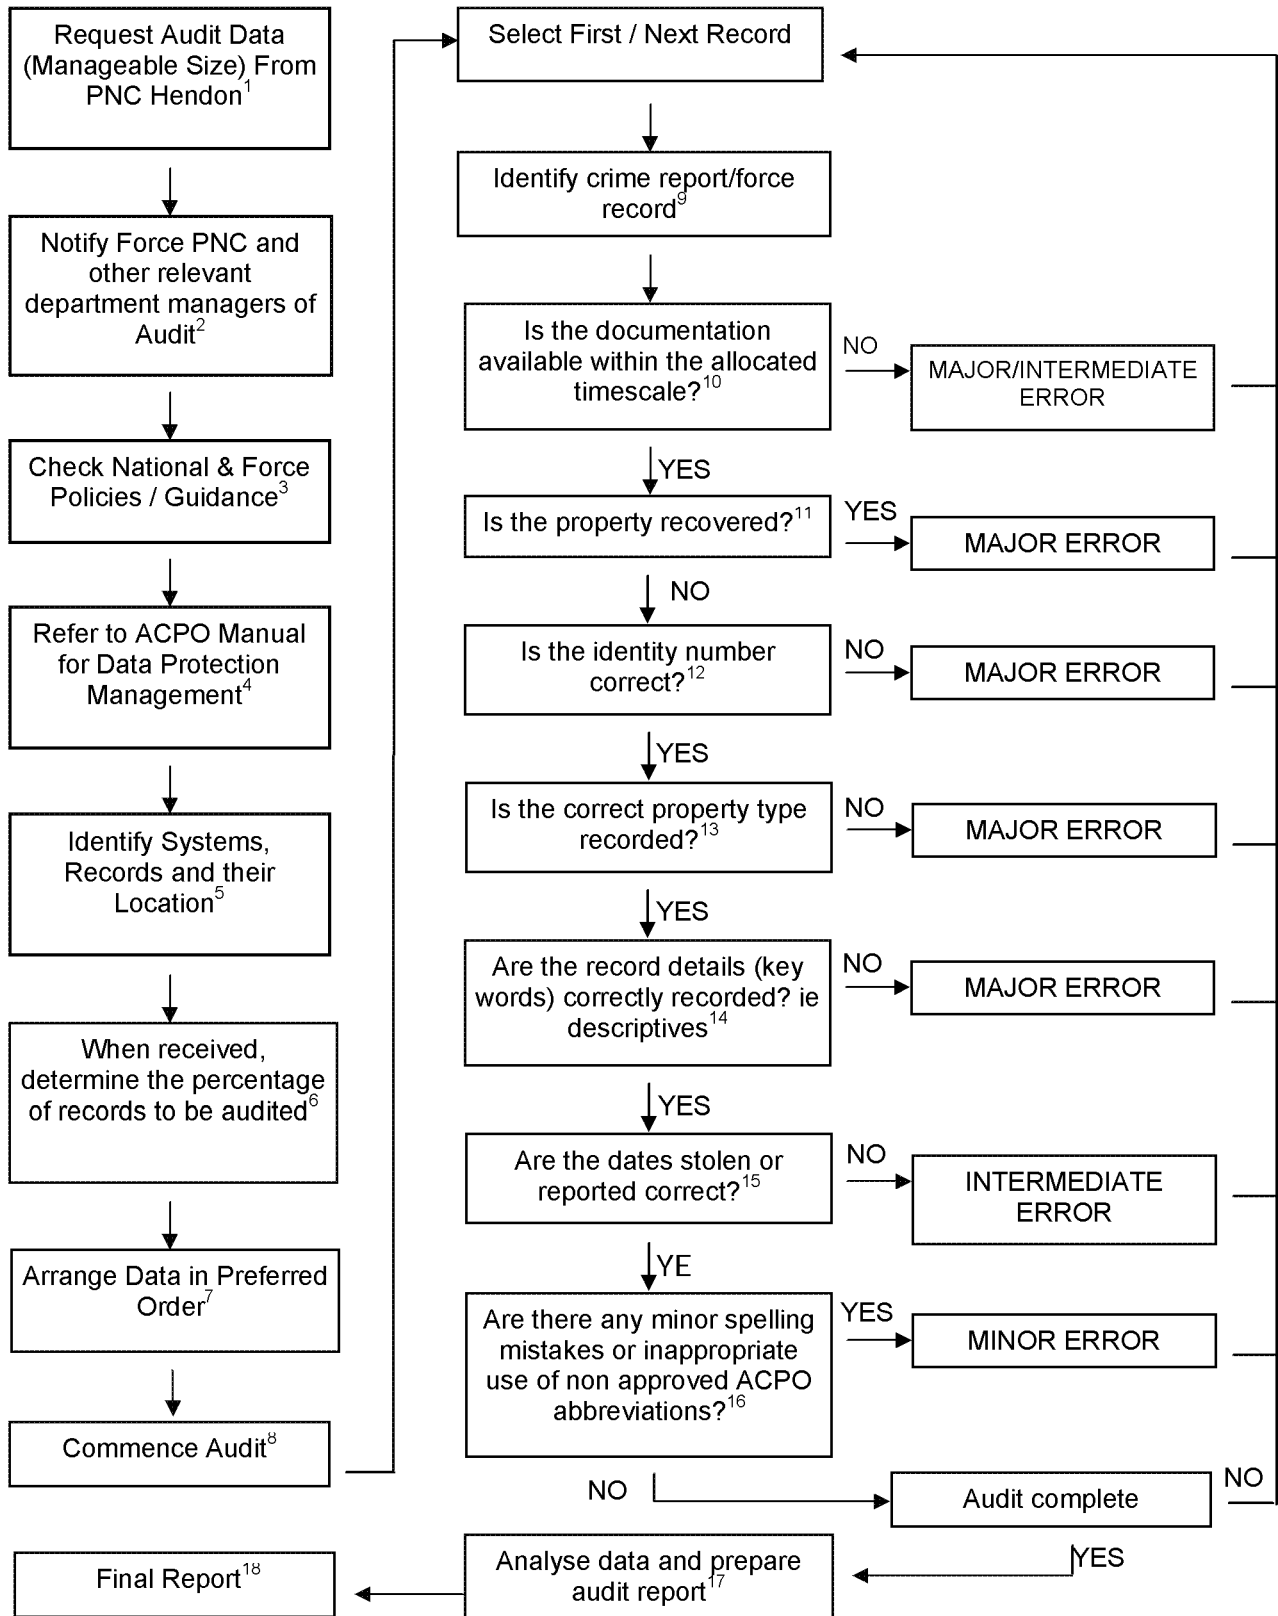 Request Audit Data
(Manageable Size) From
PNC Hendon1
Notify Force PNC and
other relevant
department managers of
Audit2
Check National & Force
Policies / Guidance3
Refer to ACPO Manual
for Data Protection
Management4
Identify Systems,
Records and their
Location5
When received,
determine the percentage
of records to be audited6
Arrange Data in Preferred
Order7
Commence Audit8
Select First / Next Record
Identify crime report/force
record9
Is the documentation
available within the allocated
timescale?10
NO
MAJOR/INTERMEDIATE
ERROR
YES
Is the property recovered?11
YES
MAJOR ERROR
NO
Is the identity number
correct?12
NO
MAJOR ERROR
YES
Is the correct property type
recorded?13
NO
MAJOR ERROR
YES
Are the record details (key
words) correctly recorded? ie
descriptives14
NO
MAJOR ERROR
YES
Are the dates stolen or
reported correct?15
NO
INTERMEDIATE
ERROR
YE
Are there any minor spelling
mistakes or inappropriate
use of non approved ACPO
abbreviations?16
YES
MINOR ERROR
NO
Audit complete
NO
YES
Analyse data and prepare
audit report17
Final Report18